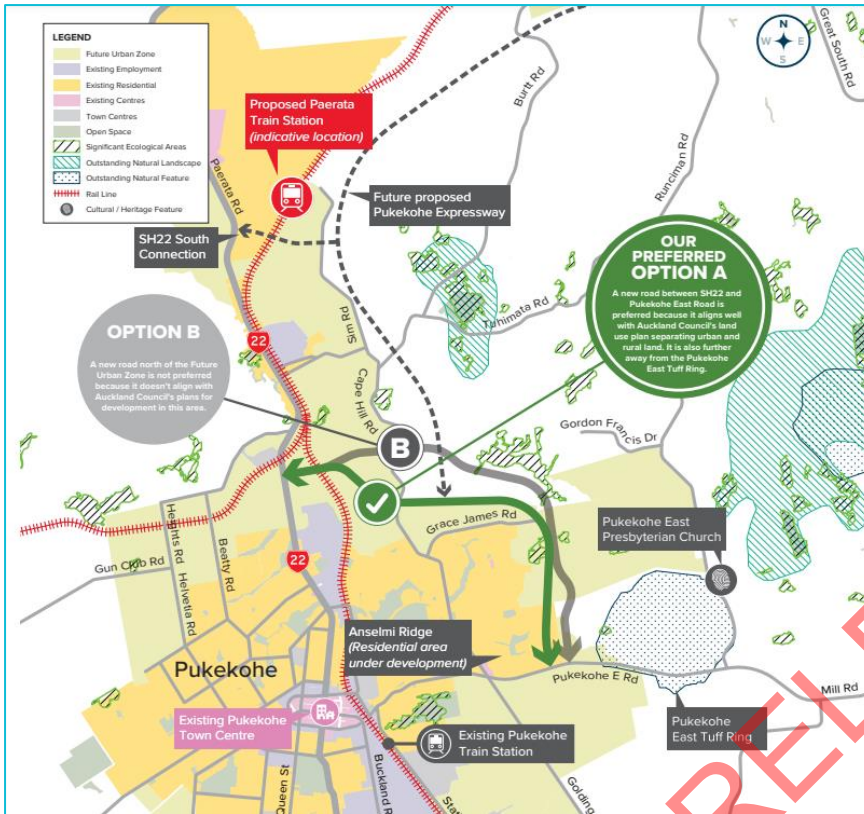 LEGEND
Future Urban Zone
Existing Employment
Existing Residential
Existing Centres
Town Centres
Open Space
Significant Ecological Areas
Outstanding Natural Landscape
Outstanding Natural Feature
Rail Line
Cultural / Heritage Feature
N
W
E
S
Great South Rd
Burtt Rd
Runciman Rd
Paerata Rd
Proposed Paerata
Train Station
(indicative location)
Future proposed
Pukekohe Expressway
SH22 South
Connection
OUR
PREFERRED
OPTION A
A new road between SH22 and
Pukekohe East Road is
preferred because it aligns well
with Auckland Council's land
use plan separating urban and
rural land. It is also further
away from the Pukekohe
East Tuff Ring.
Sim Rd
Tuhimata Rd
OPTION B
A new road north of the Future
Urban Zone is not preferred
because it doesn't align with
Auckland Council's plans for
development in this area.
22
Cape Hill Rd
B
Gordon Francis Dr
Grace James Rd
Pukekohe East
Presbyterian Church
Heights Rd
Beatty Rd
Gun Club Rd
Helvetia Rd
22
Anselmi Ridge
(Residential area
under development)
Pukekohe
Pukekohe E Rd
Mill Rd
Existing Pukekohe
Town Centre
Existing Pukekohe
Train Station
Pukekohe
East Tuff Ring
Queen St
Buckland R
Stat
Golding
REL